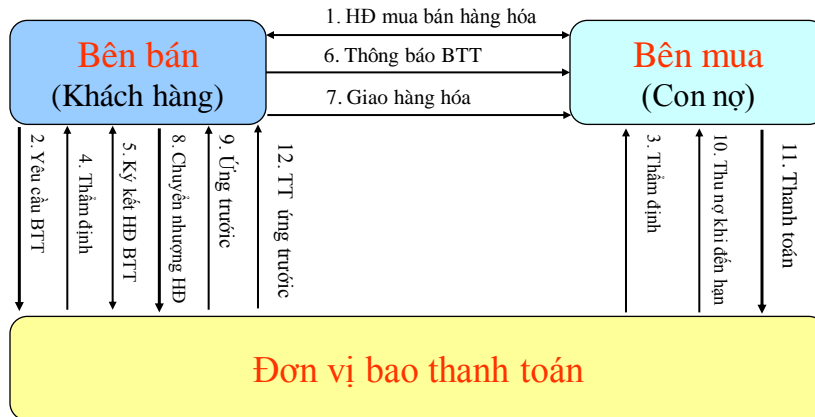 1. HĐ mua bán hàng hóa
Bên bán
(Khách hàng)
6. Thông báo BTT
7. Giao hàng hóa
Bên mua
(Con nợ)
2. Yêu cầu BTT
4. Thẩm định
5. Ký kết HĐ BTT
8. Chuyển nhượng HĐ
9. Ứng trước
12. TT ứng trước
3. Thẩm định
10. Thu nợ khi đến hạn
11. Thanh toán
Đơn vị bao thanh toán